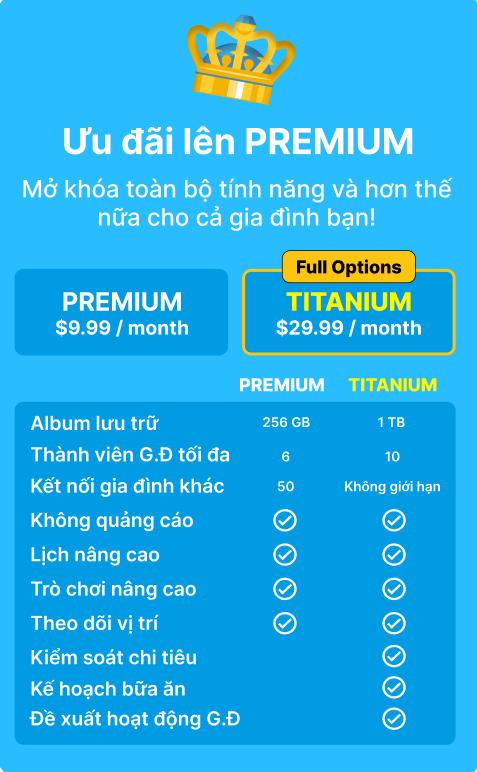 Ưu đãi lên PREMIUM
Mở khóa toàn bộ tính năng và hơn thế
nữa cho cả gia đình bạn!
Full Options
PREMIUM
$9.99 / month
TITANIUM
$29.99 / month
PREMIUM TITANIUM
Album lưu trữ 256 GB 1 TB
Thành viên G.Đ tối đa 6 10
Kết nối gia đình khác 50 Không giới hạn
Không quảng cáo
Lịch nâng cao
Trò chơi nâng cao
Theo dõi vị trí
Kiểm soát chi tiêu
Kế hoạch bữa ăn
Đề xuất hoạt động G.Đ